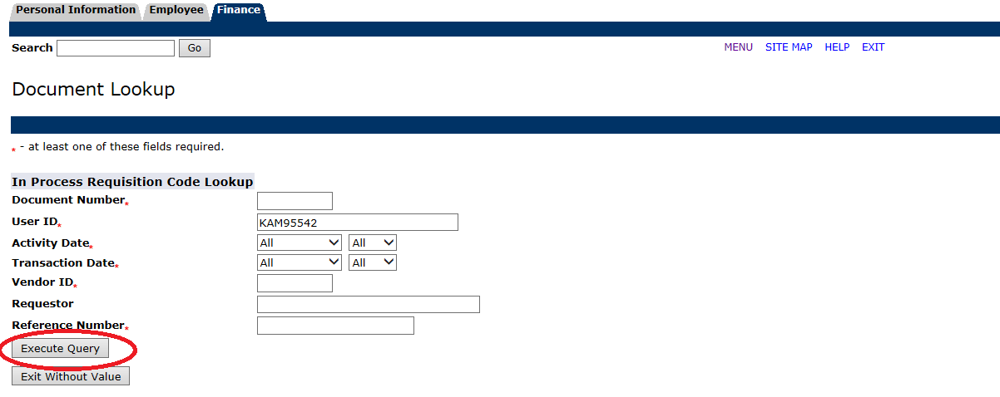 Personal Information Employee Finance
Search Go MENU SITE MAP HELP EXIT
Document Lookup
* - at least one of these fields required.
In Process Requisition Code Lookup
Document Number*
User ID* KAM95542
Activity Date* All All
Transaction Date* All All
Vendor ID*
Requestor
Reference Number*
Execute Query
Exit Without Value